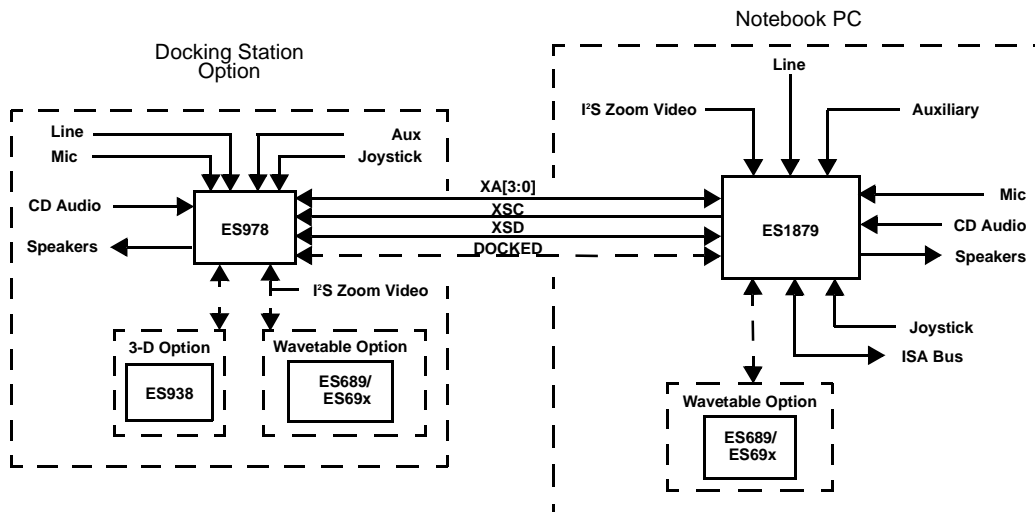 Notebook PC
Docking Station
Option
Line
I²S Zoom Video
Auxiliary
Line
Aux
Mic
Joystick
XA[3:0]
Mic
CD Audio
XSC
ES978
ES1879
CD Audio
XSD
Speakers
DOCKED
Speakers
I²S Zoom Video
Joystick
3-D Option
Wavetable Option
ISA Bus
ES938
ES689/
ES69x
Wavetable Option
ES689/
ES69x